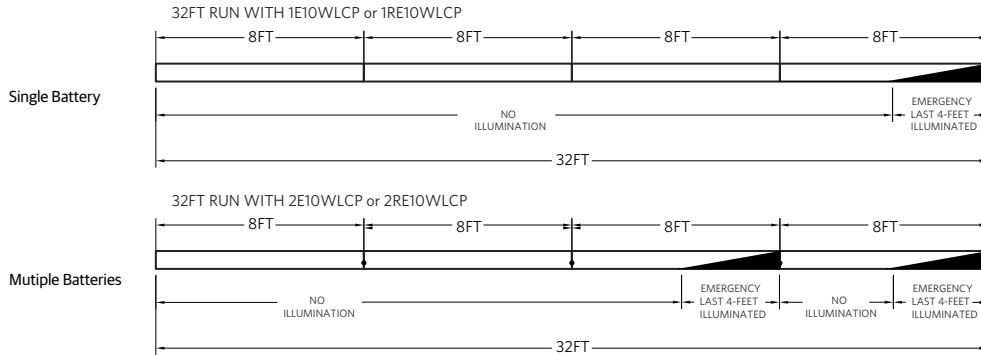 32FT RUN WITH 1E10WLCP or 1RE10WLCP
8FT 8FT 8FT 8FT
Single Battery
NO
ILLUMINATION
EMERGENCY
LAST 4-FEET
ILLUMINATED
32FT
32FT RUN WITH 2E10WLCP or 2RE10WLCP
8FT 8FT 8FT 8FT
Mutiple Batteries
NO
ILLUMINATION
EMERGENCY
LAST 4-FEET
ILLUMINATED
NO
ILLUMINATION
EMERGENCY
LAST 4-FEET
ILLUMINATED
32FT